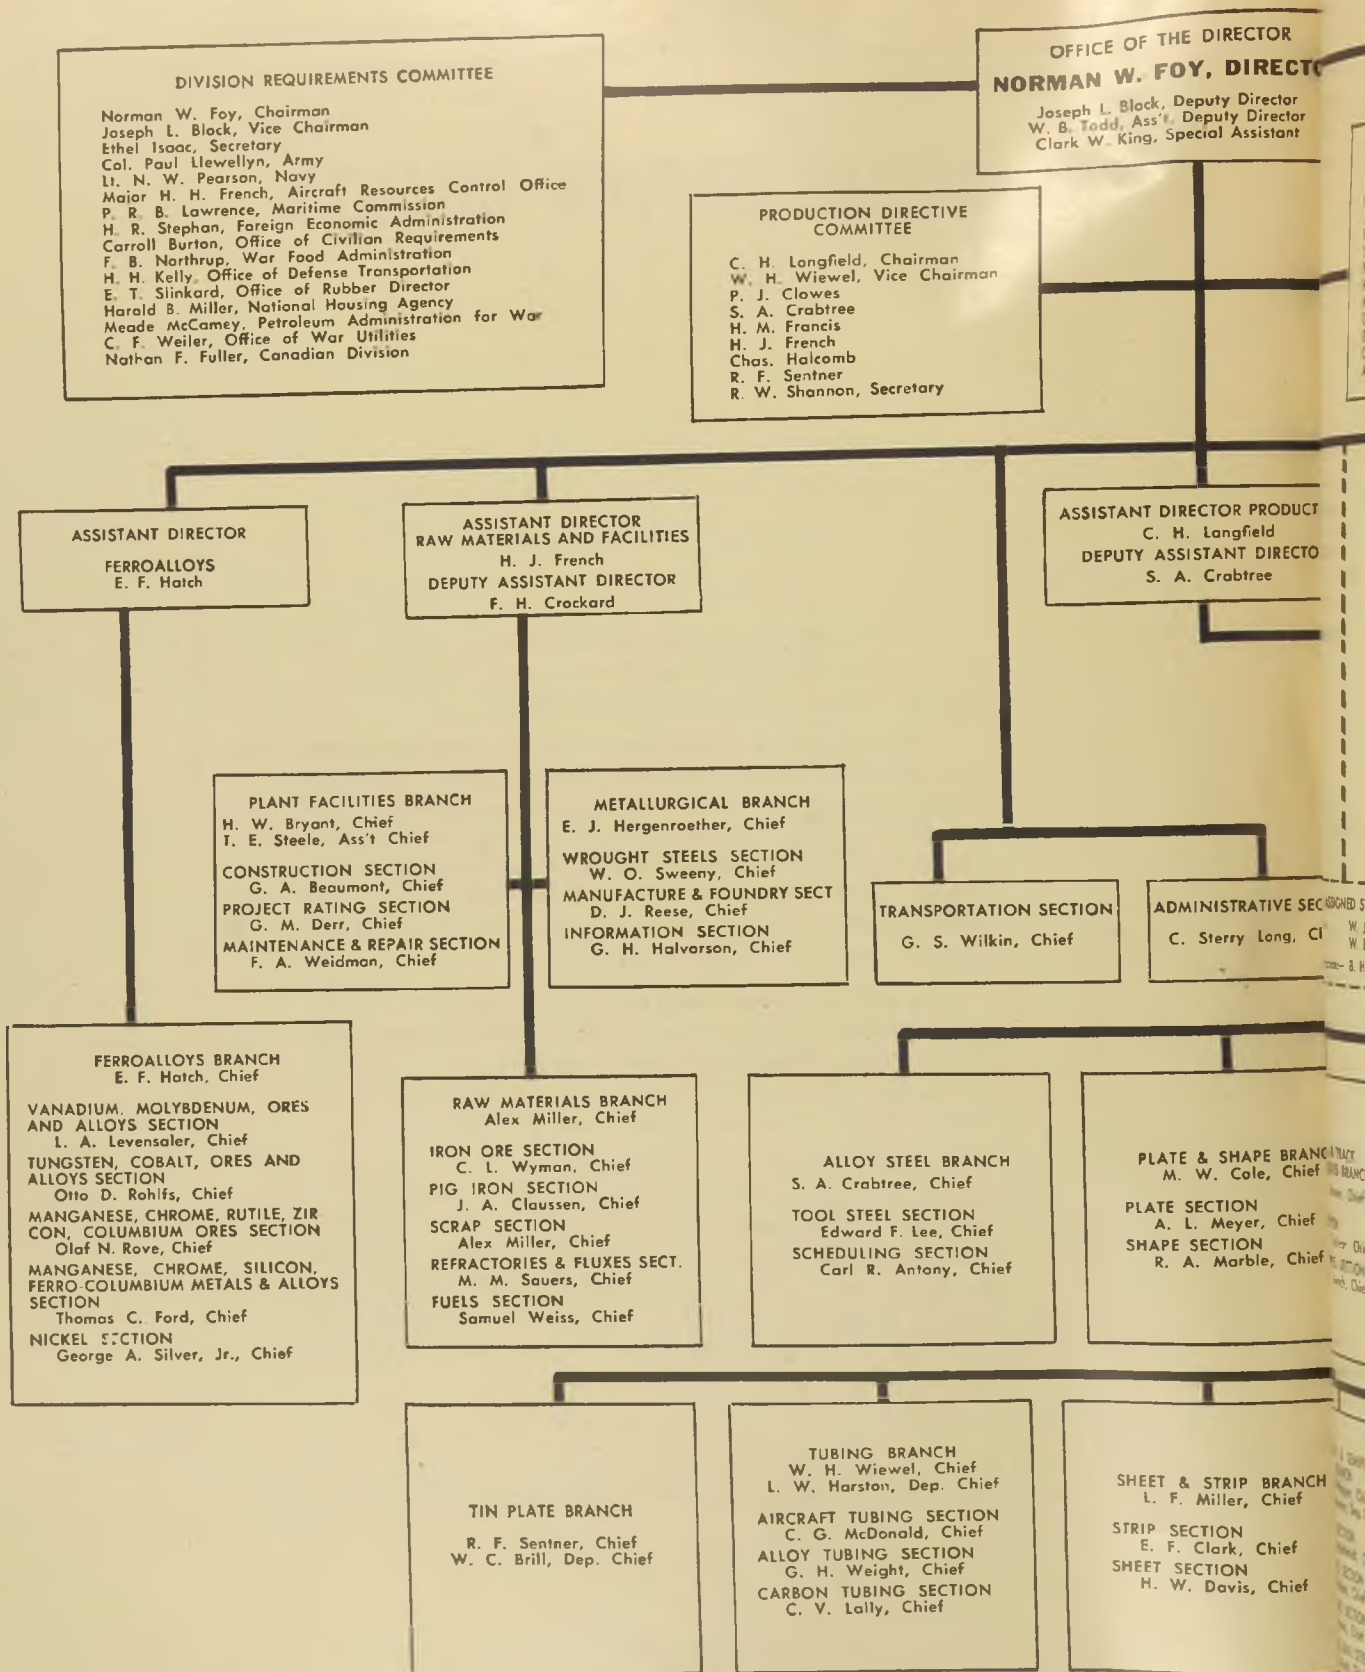 DIVISION REQUIREMENTS COMMITTEE
Norman W. Foy, Chairman
Joseph L. Block, Vice Chairman
Ethel Isaac, Secretary
Col. Paul Llewellyn, Army
Lt. N. W. Pearson, Navy
Major H. H. French, Aircraft Resources Control Office
P. R. B. Lawrence, Maritime Commission
H. R. Stephan, Foreign Economic Administration
Carroll Burton, Office of Civilian Requirements
F. B. Northrup, War Food Administration
H. H. Kelly, Office of Defense Transportation
E. T. Slinkard, Office of Rubber Director
Harold B. Miller, National Housing Agency
Meade McCamey, Petroleum Administration for War
C. F. Weiler, Office of War Utilities
Nathan F. Fuller, Canadian Division
OFFICE OF THE DIRECTOR
NORMAN W. FOY, DIRECTO
Joseph L. Block, Deputy Director
W. B. Todd, Ass't. Deputy Director
Clark W. King, Special Assistant
PRODUCTION DIRECTIVE
COMMITTEE
C. H. Longfield, Chairman
W. H. Wiewel, Vice Chairman
P. J. Clowes
S. A. Crabtree
H. M. Francis
H. J. French
Chas. Halcomb
R. F. Sentner
R. W. Shannon, Secretary
ASSISTANT DIRECTOR
FERROALLOYS
E. F. Hatch
ASSISTANT DIRECTOR
RAW MATERIALS AND FACILITIES
H. J. French
DEPUTY ASSISTANT DIRECTOR
F. H. Crockard
ASSISTANT DIRECTOR PRODUCT
C. H. Longfield
DEPUTY ASSISTANT DIRECTO
S. A. Crabtree
PLANT FACILITIES BRANCH
H. W. Bryant, Chief
T. E. Steele, Ass't Chief
CONSTRUCTION SECTION
G. A. Beaumont, Chief
PROJECT RATING SECTION
G. M. Derr, Chief
MAINTENANCE & REPAIR SECTION
F. A. Weidman, Chief
METALLURGICAL BRANCH
E. J. Hergenroether, Chief
WROUGHT STEELS SECTION
W. O. Sweeny, Chief
MANUFACTURE & FOUNDRY SECT
D. J. Reese, Chief
INFORMATION SECTION
G. H. Halvorson, Chief
TRANSPORTATION SECTION
G. S. Wilkin, Chief
ADMINISTRATIVE SEC
C. Sterry Long, Ch
FERROALLOYS BRANCH
E. F. Hatch, Chief
VANADIUM, MOLYBDENUM, ORES
AND ALLOYS SECTION
L. A. Levensaler, Chief
TUNGSTEN, COBALT, ORES AND
ALLOYS SECTION
Otto D. Rohlfs, Chief
MANGANESE, CHROME, RUTILE, ZIR
CON, COLUMBIUM ORES SECTION
Olaf N. Rove, Chief
MANGANESE, CHROME, SILICON,
FERRO-COLUMBIUM METALS & ALLOYS
SECTION
Thomas C. Ford, Chief
NICKEL SECTION
George A. Silver, Jr., Chief
RAW MATERIALS BRANCH
Alex Miller, Chief
IRON ORE SECTION
C. L. Wyman, Chief
PIG IRON SECTION
J. A. Claussen, Chief
SCRAP SECTION
Alex Miller, Chief
REFRACTORIES & FLUXES SECT.
M. M. Sauers, Chief
FUELS SECTION
Samuel Weiss, Chief
ALLOY STEEL BRANCH
S. A. Crabtree, Chief
TOOL STEEL SECTION
Edward F. Lee, Chief
SCHEDULING SECTION
Carl R. Antony, Chief
PLATE & SHAPE BRANC
M. W. Cole, Chief
PLATE SECTION
A. L. Meyer, Chief
SHAPE SECTION
R. A. Marble, Chief
TIN PLATE BRANCH
R. F. Sentner, Chief
W. C. Brill, Dep. Chief
TUBING BRANCH
W. H. Wiewel, Chief
L. W. Harston, Dep. Chief
AIRCRAFT TUBING SECTION
C. G. McDonald, Chief
ALLOY TUBING SECTION
G. H. Weight, Chief
CARBON TUBING SECTION
C. V. Lally, Chief
SHEET & STRIP BRANCH
L. F. Miller, Chief
STRIP SECTION
E. F. Clark, Chief
SHEET SECTION
H. W. Davis, Chief